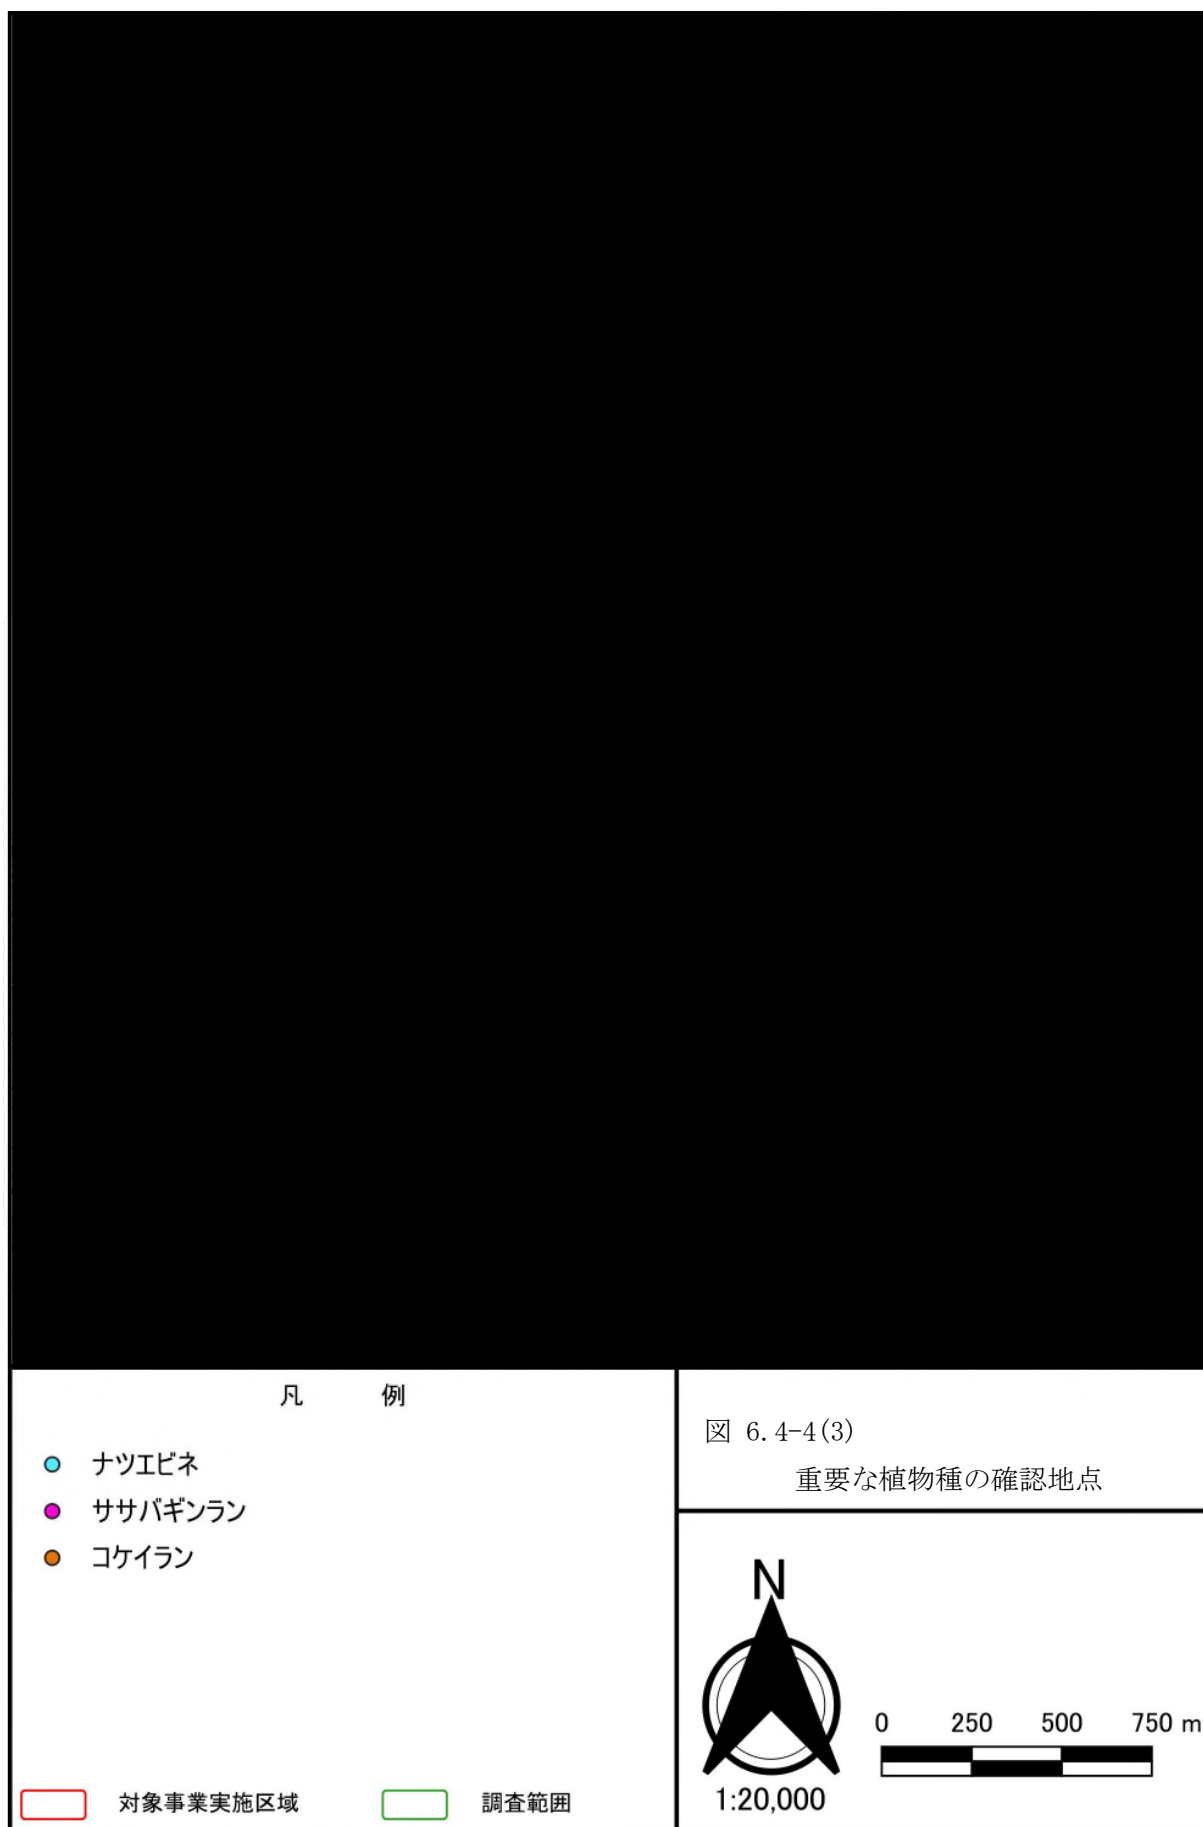 凡 例
ナツエビネ
ササバギンラン
コケイラン
対象事業実施区域
調査範囲
図 6.4-4(3)
重要な植物種の確認地点
N
0 250 500 750 m
1:20,000